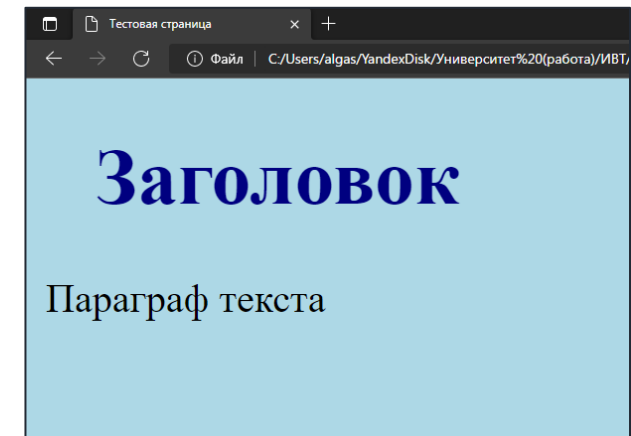 Тестовая страница
Файл C:/Users/algas/YandexDisk/Университет%20(работа)/ИВТ/
Заголовок
Параграф текста